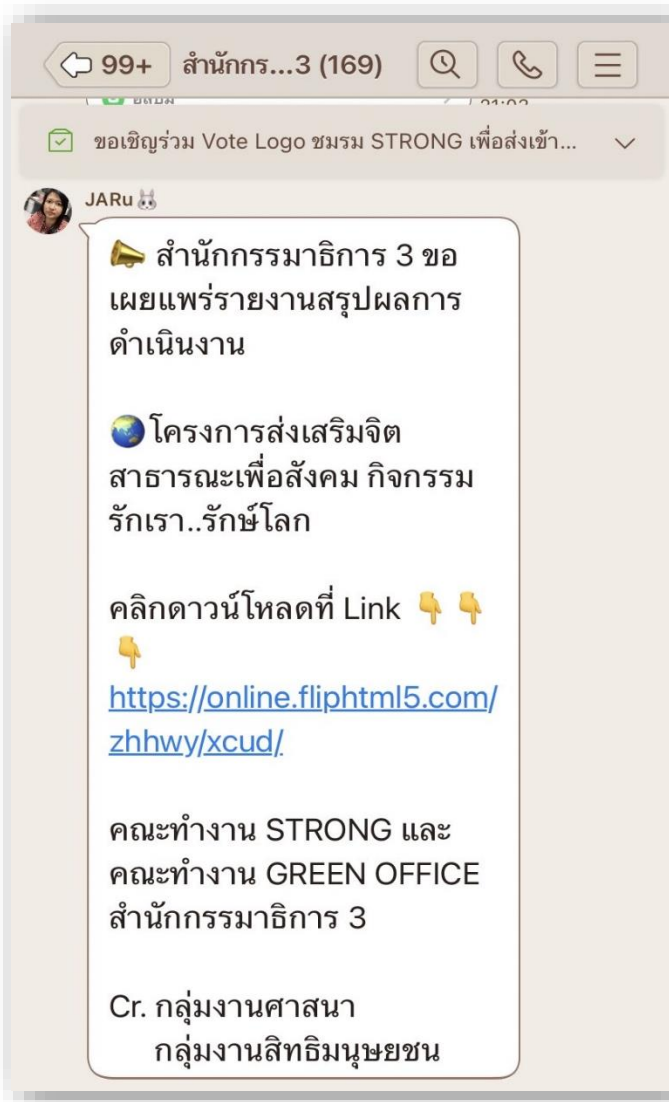 99+ สำนักกร...3 (169)
21:03
ขอเชิญร่วม Vote Logo ชมรม STRONG เพื่อส่งเข้า...
JARu🐰
📣 สำนักกรรมาธิการ 3 ขอ
เผยแพร่รายงานสรุปผลการ
ดำเนินงาน
🌏โครงการส่งเสริมจิต
สาธารณะเพื่อสังคม กิจกรรม
รักเรา..รักษ์โลก
คลิกดาวน์โหลดที่ Link 👇 👇
👇
https://online.fliphtml5.com/
zhhwy/xcud/
คณะทำงาน STRONG และ
คณะทำงาน GREEN OFFICE
สำนักกรรมาธิการ 3
Cr. กลุ่มงานศาสนา
กลุ่มงานสิทธิมนุษยชน